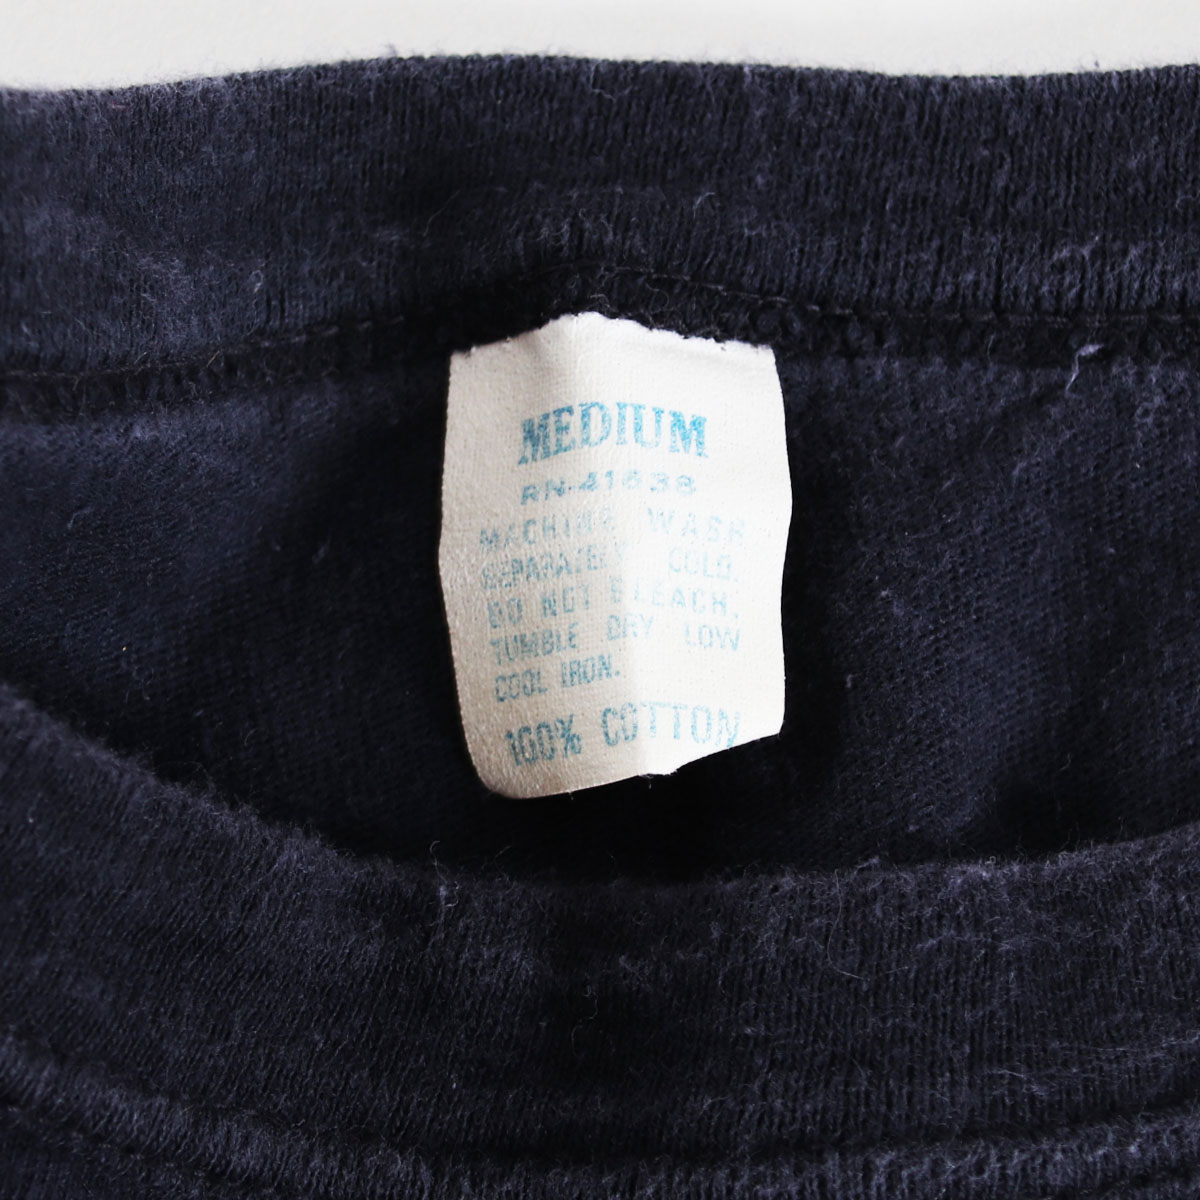 MEDIUM
RN-41638
MACHINE WASH
SEPARATELY COLD.
DO NOT BLEACH.
TUMBLE DRY LOW
COOL IRON.
100% COTTON